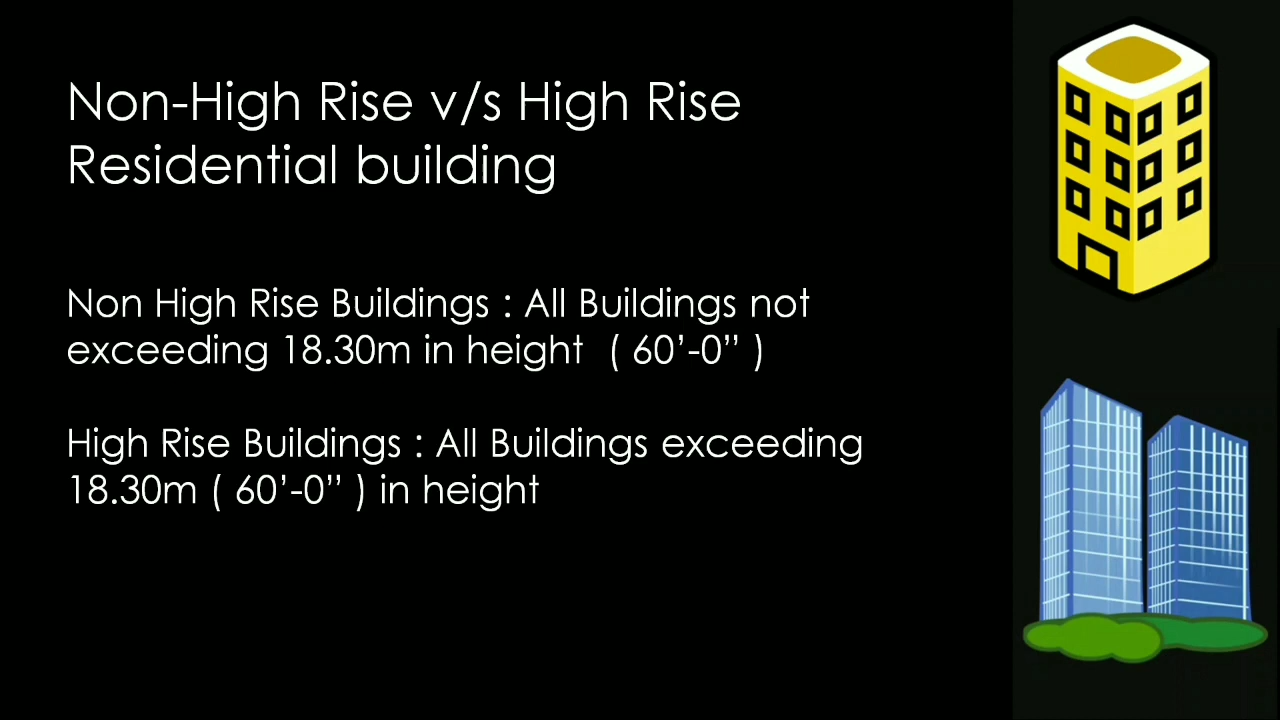 Non-High Rise v/s High Rise
Residential building
Non High Rise Buildings : All Buildings not
exceeding 18.30m in height  ( 60’-0” )
High Rise Buildings : All Buildings exceeding
18.30m ( 60’-0” ) in height